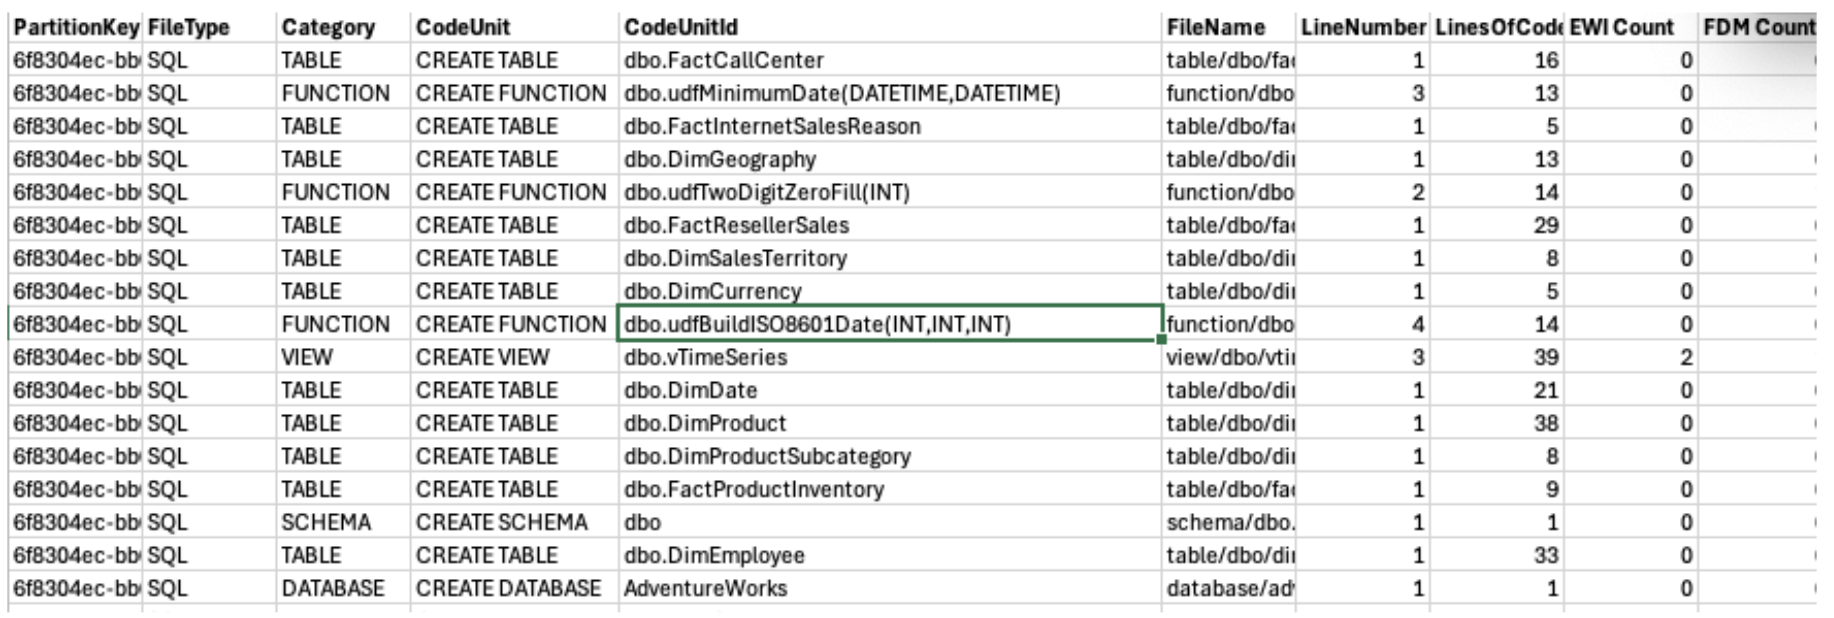 PartitionKey FileType Category CodeUnit CodeUnitId FileName LineNumber LinesOfCode EWI Count FDM Count
6f8304ec-bb SQL TABLE CREATE TABLE dbo.FactCallCenter table/dbo/fa 1 16 0
6f8304ec-bb SQL FUNCTION CREATE FUNCTION dbo.udfMinimumDate(DATETIME,DATETIME) function/dbo 3 13 0
6f8304ec-bb SQL TABLE CREATE TABLE dbo.FactInternetSalesReason table/dbo/fa 1 5 0
6f8304ec-bb SQL TABLE CREATE TABLE dbo.DimGeography table/dbo/di 1 13 0
6f8304ec-bb SQL FUNCTION CREATE FUNCTION dbo.udfTwoDigitZeroFill(INT) function/dbo 2 14 0
6f8304ec-bb SQL TABLE CREATE TABLE dbo.FactResellerSales table/dbo/fa 1 29 0
6f8304ec-bb SQL TABLE CREATE TABLE dbo.DimSalesTerritory table/dbo/di 1 8 0
6f8304ec-bb SQL TABLE CREATE TABLE dbo.DimCurrency table/dbo/di 1 5 0
6f8304ec-bb SQL FUNCTION CREATE FUNCTION dbo.udfBuildISO8601Date(INT,INT,INT) function/dbo 4 14 0
6f8304ec-bb SQL VIEW CREATE VIEW dbo.vTimeSeries view/dbo/vti 3 39 2
6f8304ec-bb SQL TABLE CREATE TABLE dbo.DimDate table/dbo/di 1 21 0
6f8304ec-bb SQL TABLE CREATE TABLE dbo.DimProduct table/dbo/di 1 38 0
6f8304ec-bb SQL TABLE CREATE TABLE dbo.DimProductSubcategory table/dbo/di 1 8 0
6f8304ec-bb SQL TABLE CREATE TABLE dbo.FactProductInventory table/dbo/fa 1 9 0
6f8304ec-bb SQL SCHEMA CREATE SCHEMA dbo schema/dbo. 1 1 0
6f8304ec-bb SQL TABLE CREATE TABLE dbo.DimEmployee table/dbo/di 1 33 0
6f8304ec-bb SQL DATABASE CREATE DATABASE AdventureWorks database/ad 1 1 0